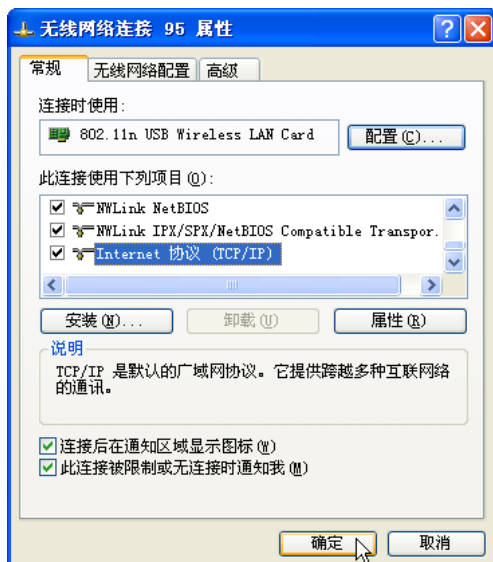 无线网络连接 95 属性
常规 无线网络配置 高级
连接时使用:
802.11n USB Wireless LAN Card 配置(C)...
此连接使用下列项目(O):
NWLink NetBIOS
NWLink IPX/SPX/NetBIOS Compatible Transpor.
Internet 协议 (TCP/IP)
安装(N)... 卸载(U) 属性(R)
说明
TCP/IP 是默认的广域网协议。它提供跨越多种互联网络
的通讯。
连接后在通知区域显示图标(W)
此连接被限制或无连接时通知我(M)
确定 取消